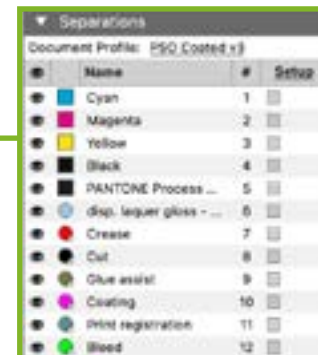 Separations
Document Profile: PSO Coated v3
Name # Setup
Cyan 1
Magenta 2
Yellow 3
Black 4
PANTONE Process ... 5
disp. laquer gloss - ... 6
Crease 7
Cut 8
Glue assist 9
Coating 10
Print registration 11
Bleed 12